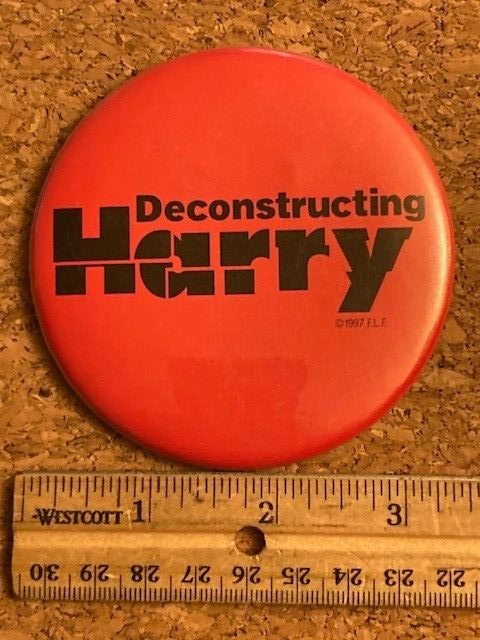 Deconstructing
Harry
©1997 F.L.F.
WESTCOTT 1 2 3
30 29 28 27 26 25 24 23 22